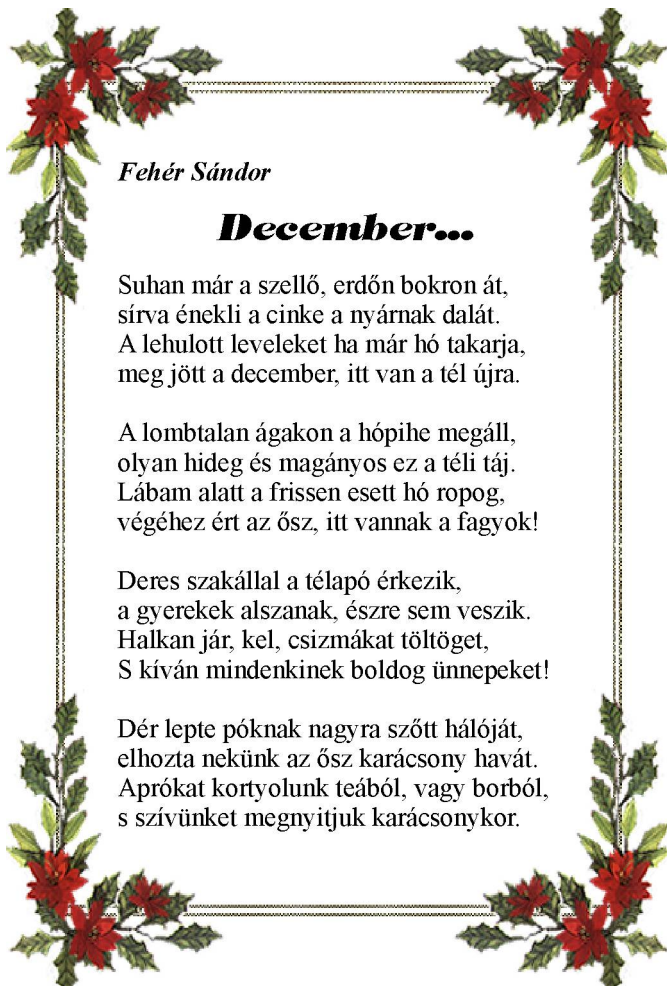 Fehér Sándor
December...
Suhan már a szellő, erdőn bokron át,
sírva énekli a cinke a nyárnak dalát.
A lehulott leveleket ha már hó takarja,
meg jött a december, itt van a tél újra.
A lombtalan ágakon a hópihe megáll,
olyan hideg és magányos ez a téli táj.
Lábam alatt a frissen esett hó ropog,
végéhez ért az ősz, itt vannak a fagyok!
Deres szakállal a télapó érkezik,
a gyerekek alszanak, észre sem veszik.
Halkan jár, kel, csizmákat töltöget,
S kíván mindenkinek boldog ünnepeket!
Dér lepte póknak nagyra szőtt hálóját,
elhozta nekünk az ősz karácsony havát.
Aprókat kortyolunk teából, vagy borból,
s szívünket megnyitjuk karácsonykor.